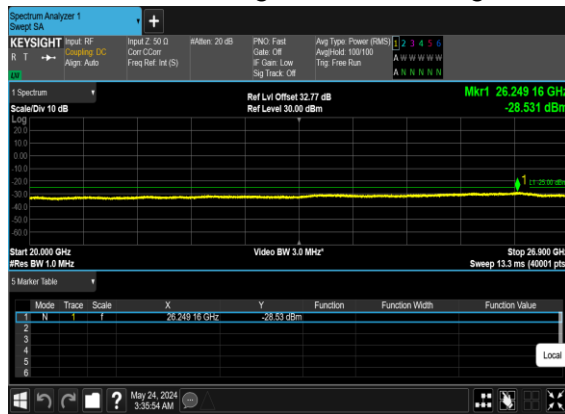 Spectrum Analyzer 1
Swept SA
+
KEYSIGHT Input: RF Input Z: 50 Ω #Atten: 20 dB PNO: Fast Avg Type: Power (RMS) 1 2 3 4 5 6
R T Coupling: DC Corr CCorr Gate: Off Avg|Hold: 100/100 A W W W W W
Align: Auto Freq Ref: Int (S) IF Gain: Low Trig: Free Run
LW Sig Track: Off A N N N N N
1 Spectrum Ref Lvl Offset 32.77 dB Mkr1 26.249 16 GHz
Scale/Div 10 dB Ref Level 30.00 dBm -28.531 dBm
Log
20.0
10.0
0.00
-10.0
-20.0 1 L1 -25.00 dBm
-30.0
-40.0
-50.0
-60.0
Start 20.000 GHz Video BW 3.0 MHz* Stop 26.900 GHz
#Res BW 1.0 MHz Sweep 13.3 ms (40001 pts)
5 Marker Table
Mode Trace Scale X Y Function Function Width Function Value
1 N 1 f 26.249 16 GHz -28.53 dBm
2
3
4
5
6
Local
? May 24, 2024
3:35:54 AM